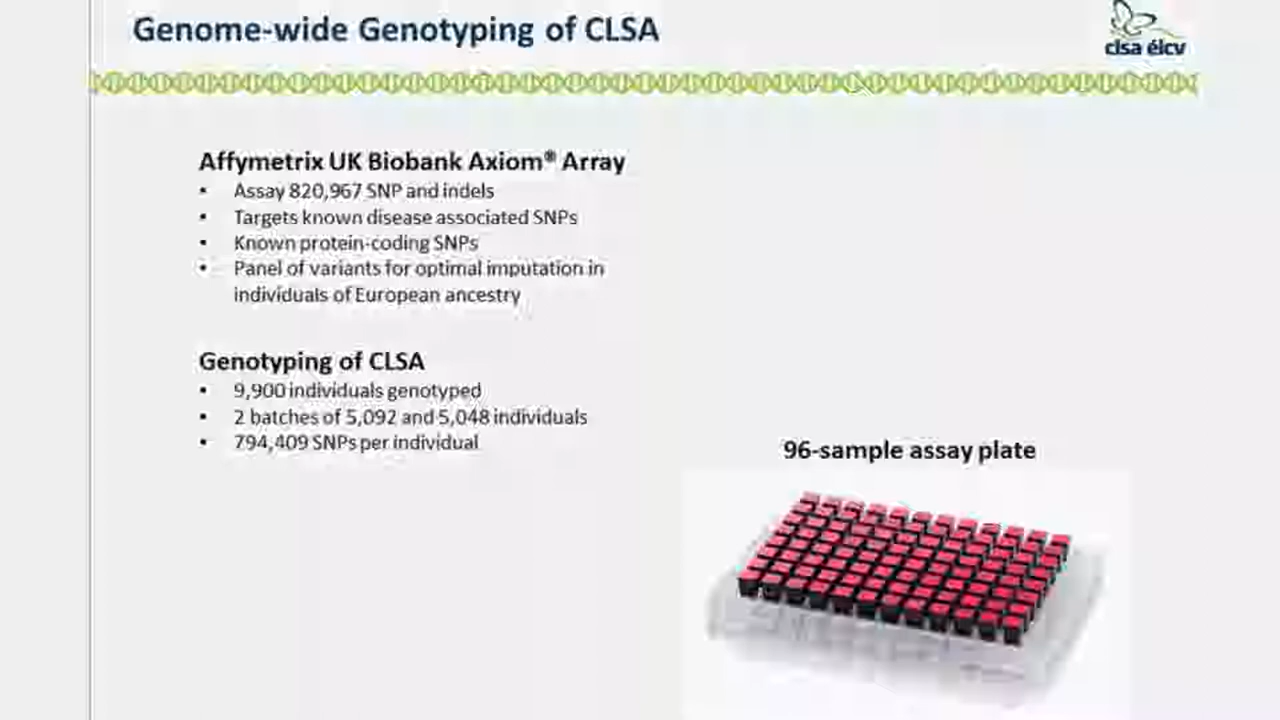 Genome-wide Genotyping of CLSA
clsa élcv
Affymetrix UK Biobank Axiom® Array
• Assay 820,967 SNP and indels
• Targets known disease associated SNPs
• Known protein-coding SNPs
• Panel of variants for optimal imputation in
individuals of European ancestry
Genotyping of CLSA
• 9,900 individuals genotyped
• 2 batches of 5,092 and 5,048 individuals
• 794,409 SNPs per individual
96-sample assay plate